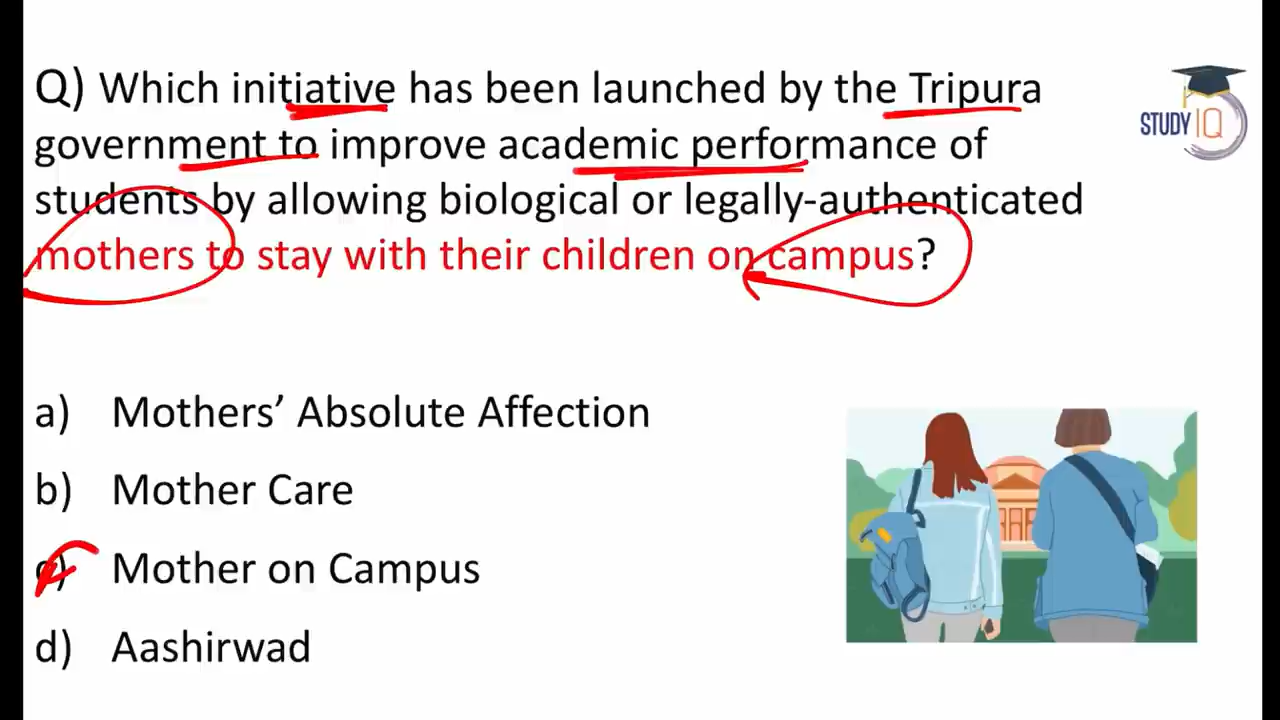 Q) Which initiative has been launched by the Tripura
government to improve academic performance of
students by allowing biological or legally-authenticated
mothers to stay with their children on campus?
STUDY IQ
a) Mothers’ Absolute Affection
b) Mother Care
c) Mother on Campus
d) Aashirwad